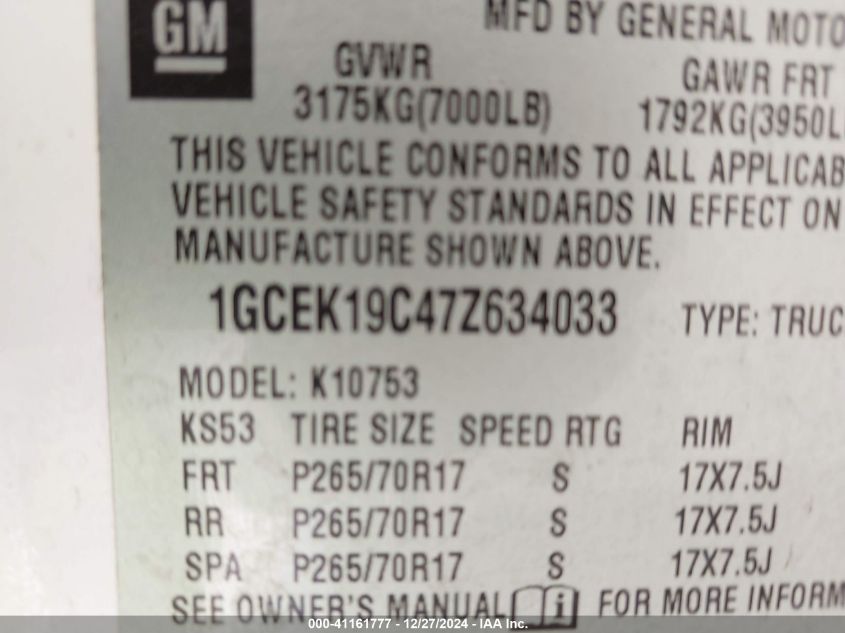 GM
MFD BY GENERAL MOTO
GVWR GAWR FRT
3175KG(7000LB) 1792KG(3950L
THIS VEHICLE CONFORMS TO ALL APPLICAB
VEHICLE SAFETY STANDARDS IN EFFECT ON
MANUFACTURE SHOWN ABOVE.
1GCEK19C47Z634033 TYPE: TRUC
MODEL: K10753
KS53 TIRE SIZE SPEED RTG RIM
FRT P265/70R17 S 17X7.5J
RR P265/70R17 S 17X7.5J
SPA P265/70R17 S 17X7.5J
SEE OWNER'S MANUAL i FOR MORE INFORM
000-41161777 - 12/27/2024 - IAA Inc.